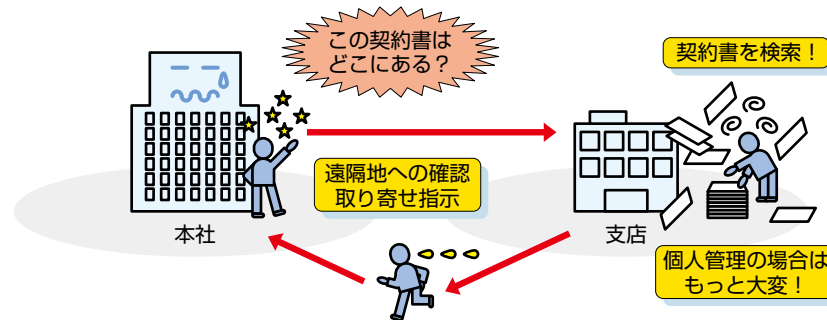 この契約書は
どこにある？
契約書を検索！
遠隔地への確認
取り寄せ指示
本社
支店
個人管理の場合は
もっと大変！